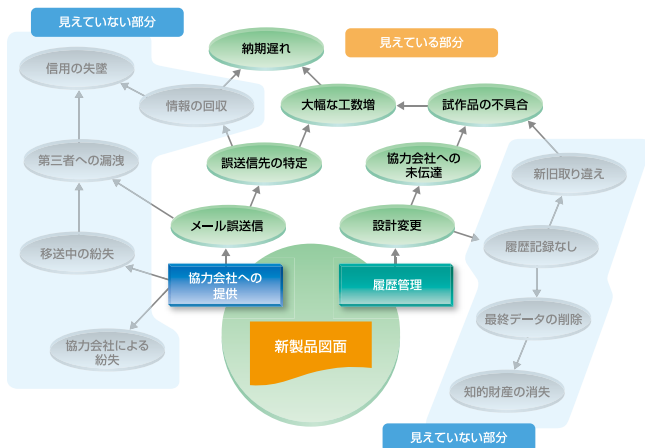 見えていない部分
納期遅れ
見えている部分
信用の失墜
情報の回収
大幅な工数増
試作品の不具合
第三者への漏洩
誤送信先の特定
協力会社への
未伝達
新旧取り違え
メール誤送信
設計変更
移送中の紛失
履歴記録なし
協力会社への
提供
履歴管理
最終データの削除
新製品図面
協力会社による
紛失
知的財産の消失
見えていない部分